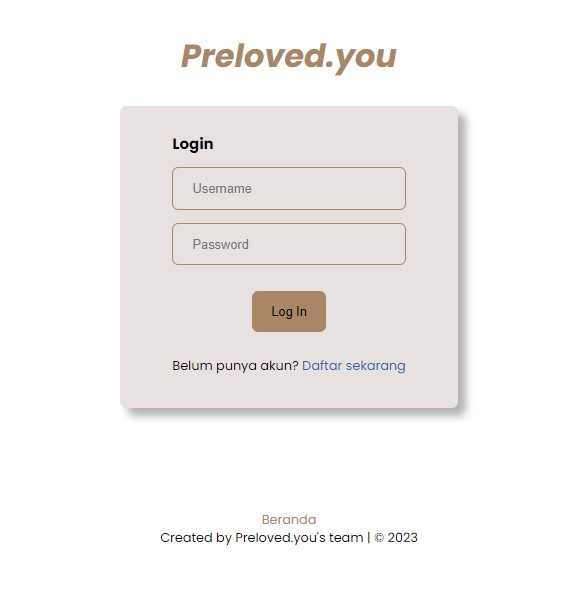 Preloved.you
Login
Username
Password
Log In
Belum punya akun? Daftar sekarang
Beranda
Created by Preloved.you's team | © 2023